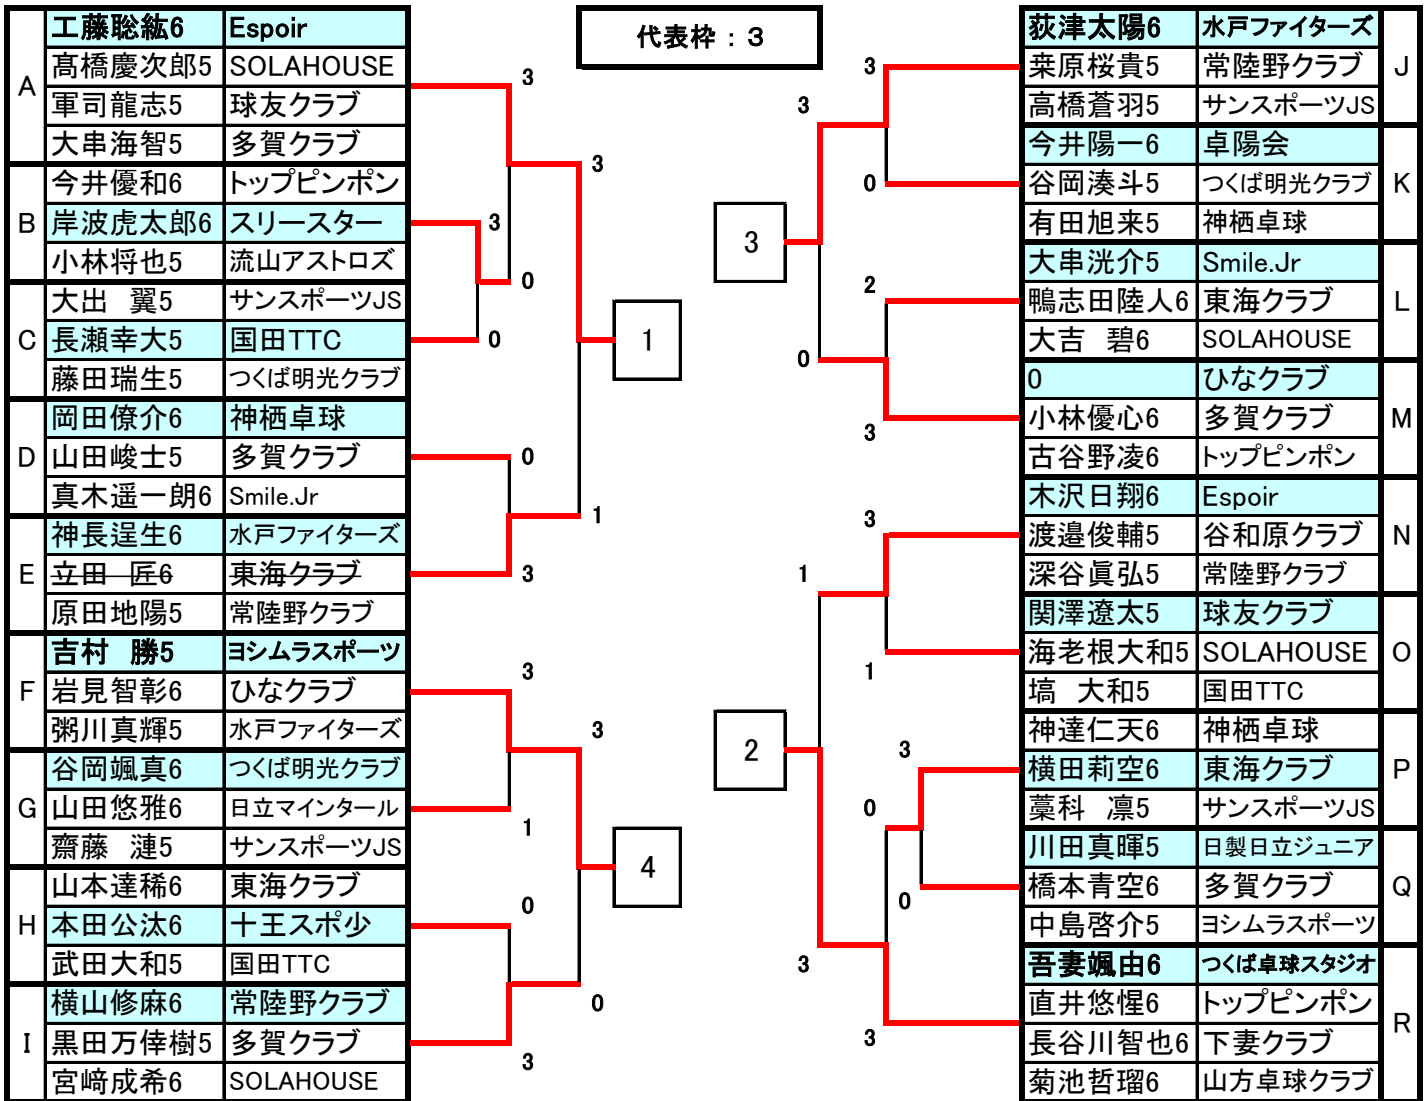 代表枠 : 3
A
工藤聡紘6 Espoir
髙橋慶次郎5 SOLAHOUSE
軍司龍志5 球友クラブ
大串海智5 多賀クラブ
B
今井優和6 トップピンポン
岸波虎太郎6 スリースター
小林将也5 流山アストロズ
C
大出 翼5 サンスポーツJS
長瀬幸大5 国田TTC
藤田瑞生5 つくば明光クラブ
D
岡田僚介6 神栖卓球
山田峻士5 多賀クラブ
真木遥一朗6 Smile.Jr
E
神長逞生6 水戸ファイターズ
立田 匠6 東海クラブ
原田地陽5 常陸野クラブ
F
吉村 勝5 ヨシムラスポーツ
岩見智彰6 ひなクラブ
粥川真輝5 水戸ファイターズ
G
谷岡颯真6 つくば明光クラブ
山田悠雅6 日立マインタール
齋藤 漣5 サンスポーツJS
H
山本達稀6 東海クラブ
本田公汰6 十王スポ少
武田大和5 国田TTC
I
横山修麻6 常陸野クラブ
黒田万倖樹5 多賀クラブ
宮﨑成希6 SOLAHOUSE
3
3
3
0
0
1
0
1
3
3
3
1
4
0
0
3
3
3
0
3
2
0
3
3
1
1
2
3
0
0
3
3
荻津太陽6 水戸ファイターズ
桒原桜貴5 常陸野クラブ
高橋蒼羽5 サンスポーツJS
J
今井陽一6 卓陽会
谷岡湊斗5 つくば明光クラブ
有田旭来5 神栖卓球
K
大串洸介5 Smile.Jr
鴨志田陸人6 東海クラブ
大吉 碧6 SOLAHOUSE
L
0 ひなクラブ
小林優心6 多賀クラブ
古谷野凌6 トップピンポン
M
木沢日翔6 Espoir
渡邉俊輔5 谷和原クラブ
深谷眞弘5 常陸野クラブ
N
関澤遼太5 球友クラブ
海老根大和5 SOLAHOUSE
塙 大和5 国田TTC
O
神達仁天6 神栖卓球
横田莉空6 東海クラブ
藁科 凛5 サンスポーツJS
P
川田真暉5 日製日立ジュニア
橋本青空6 多賀クラブ
中島啓介5 ヨシムラスポーツ
Q
吾妻颯由6 つくば卓球スタジオ
直井悠惺6 トップピンポン
長谷川智也6 下妻クラブ
菊池哲瑠6 山方卓球クラブ
R